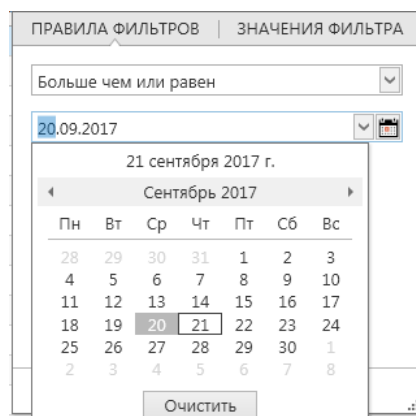 ПРАВИЛА ФИЛЬТРОВ | ЗНАЧЕНИЯ ФИЛЬТРА
Больше чем или равен
20.09.2017
21 сентября 2017 г.
Сентябрь 2017
Пн Вт Ср Чт Пт Сб Вс
28 29 30 31 1 2 3
4 5 6 7 8 9 10
11 12 13 14 15 16 17
18 19 20 21 22 23 24
25 26 27 28 29 30 1
2 3 4 5 6 7 8
Очистить